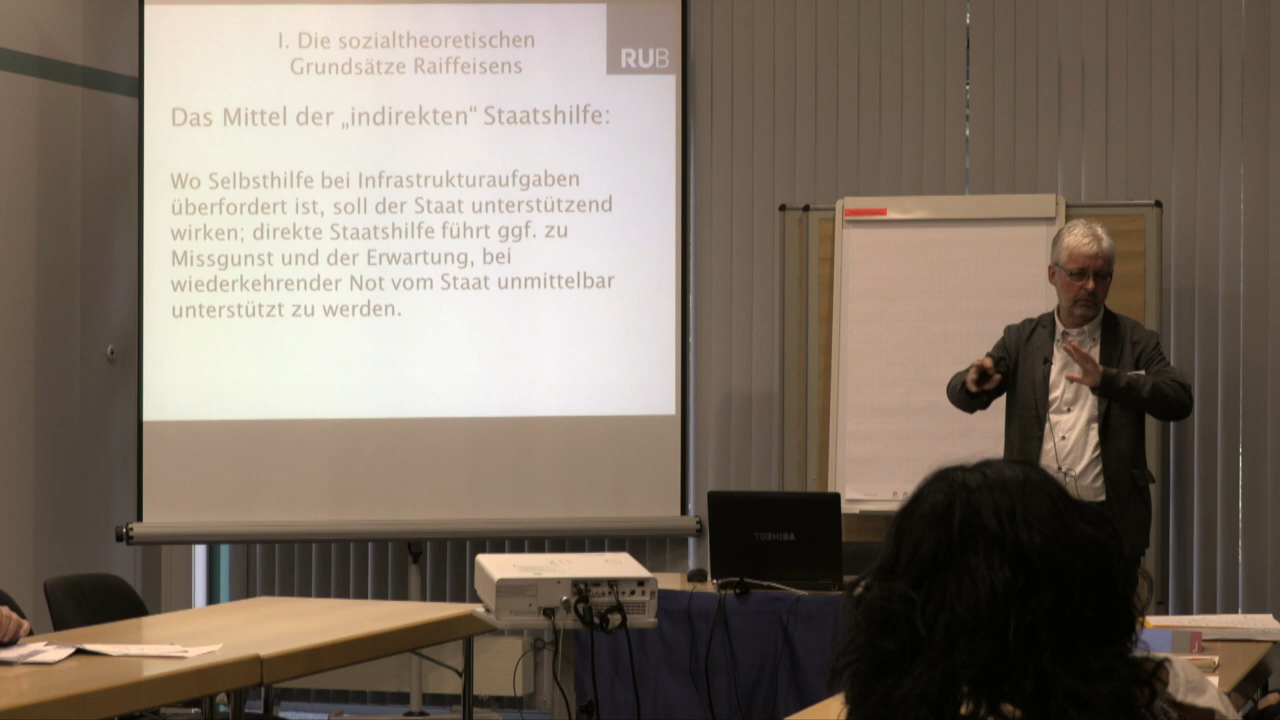 I. Die sozialtheoretischen
Grundsätze Raiffeisens
RUB
Das Mittel der „indirekten“ Staatshilfe:
Wo Selbsthilfe bei Infrastrukturaufgaben
überfordert ist, soll der Staat unterstützend
wirken; direkte Staatshilfe führt ggf. zu
Missgunst und der Erwartung, bei
wiederkehrender Not vom Staat unmittelbar
unterstützt zu werden.
TOSHIBA